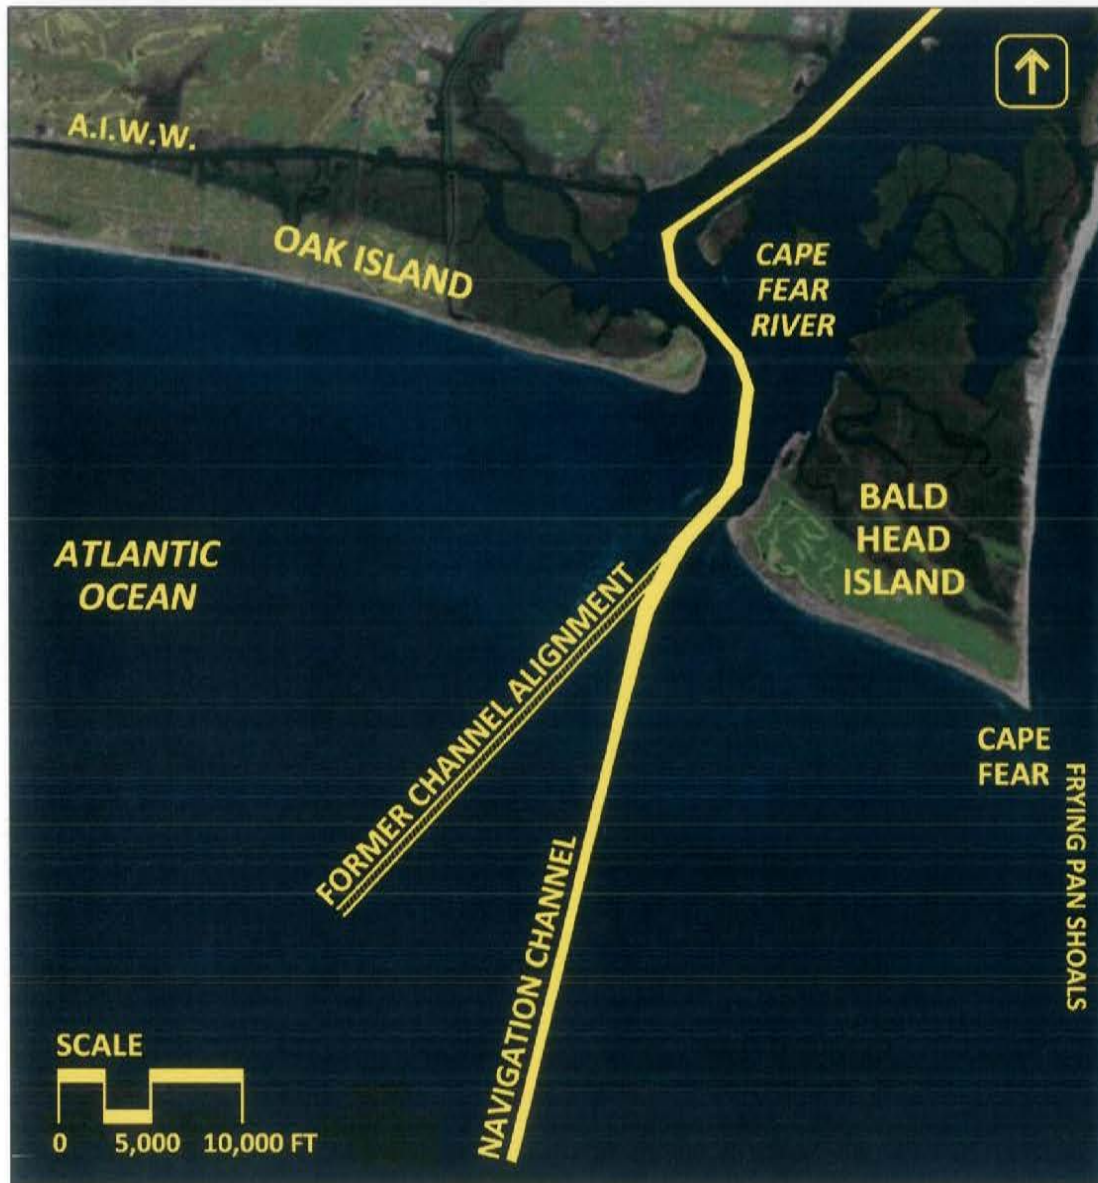 A.I.W.W.
OAK ISLAND
CAPE
FEAR
RIVER
BALD
HEAD
ISLAND
ATLANTIC
OCEAN
FORMER CHANNEL ALIGNMENT
CAPE
FEAR
FRYING PAN SHOALS
NAVIGATION CHANNEL
SCALE
0 5,000 10,000 FT